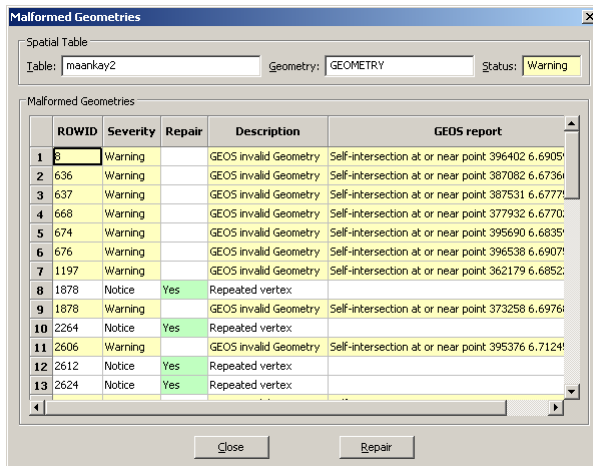 Malformed Geometries
Spatial Table
Table: maankay2 Geometry: GEOMETRY Status: Warning
Malformed Geometries
ROWID Severity Repair Description GEOS report
1 8 Warning GEOS invalid Geometry Self-intersection at or near point 396402 6.6905
2 636 Warning GEOS invalid Geometry Self-intersection at or near point 387082 6.6736
3 637 Warning GEOS invalid Geometry Self-intersection at or near point 387531 6.6777
4 668 Warning GEOS invalid Geometry Self-intersection at or near point 377932 6.6770
5 674 Warning GEOS invalid Geometry Self-intersection at or near point 395690 6.6835
6 676 Warning GEOS invalid Geometry Self-intersection at or near point 396538 6.6907
7 1197 Warning GEOS invalid Geometry Self-intersection at or near point 362179 6.6852
8 1878 Notice Yes Repeated vertex
9 1878 Warning GEOS invalid Geometry Self-intersection at or near point 373258 6.6976
10 2264 Notice Yes Repeated vertex
11 2606 Warning GEOS invalid Geometry Self-intersection at or near point 395376 6.7124
12 2612 Notice Yes Repeated vertex
13 2624 Notice Yes Repeated vertex
Close Repair